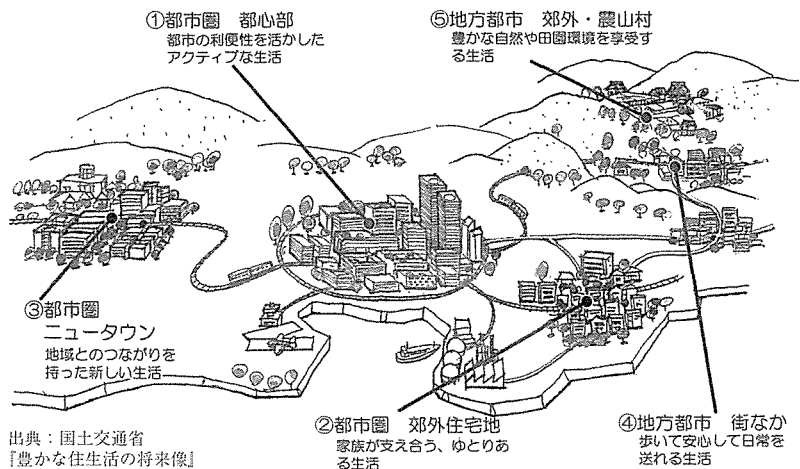 ①都市圏　都心部
都市の利便性を活かした
アクティブな生活
⑤地方都市　郊外・農山村
豊かな自然や田園環境を享受す
る生活
③都市圏
ニュータウン
地域とのつながりを
持った新しい生活
②都市圏　郊外住宅地
家族が支え合う、ゆとりあ
る生活
④地方都市　街なか
歩いて安心して日常を
送れる生活
出典：国土交通省
『豊かな住生活の将来像』